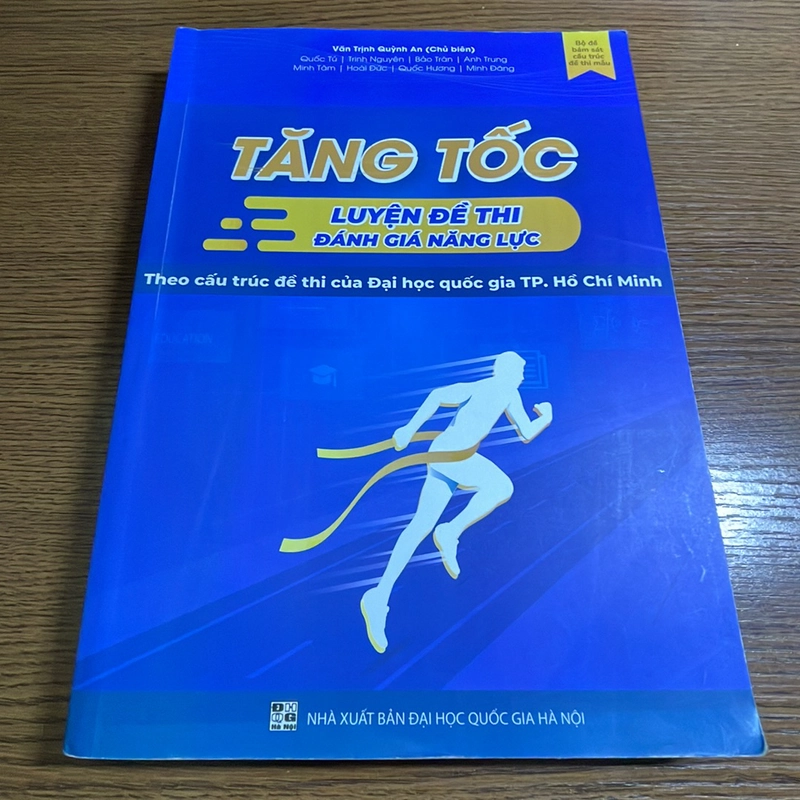 Văn Trịnh Quỳnh An (Chủ biên)
Quốc Tú | Trinh Nguyên | Bảo Trân | Anh Trung
Minh Tâm | Hoài Đức | Quốc Hương | Minh Đăng
Bộ đề
bám sát
cấu trúc
đề thi mẫu
TĂNG TỐC
LUYỆN ĐỀ THI
ĐÁNH GIÁ NĂNG LỰC
Theo cấu trúc đề thi của Đại học quốc gia TP. Hồ Chí Minh
Hà Nội
NHÀ XUẤT BẢN ĐẠI HỌC QUỐC GIA HÀ NỘI